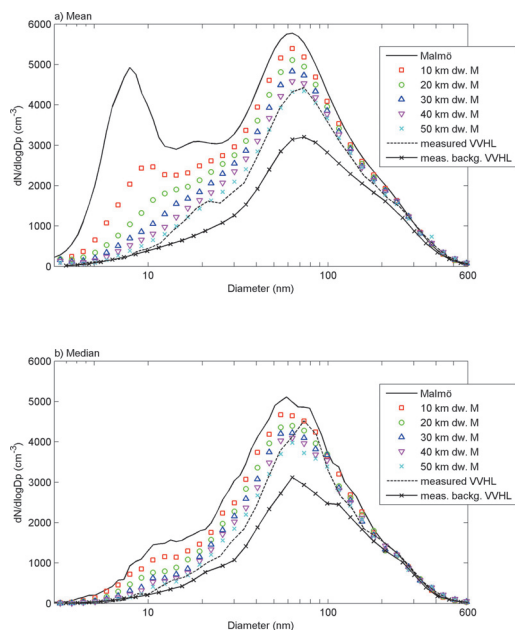 a) Mean
6000
5000
4000
3000
2000
1000
0
dN/dlogDp (cm-3)
10
100
600
Diameter (nm)
Malmö
10 km dw. M
20 km dw. M
30 km dw. M
40 km dw. M
50 km dw. M
measured VVHL
meas. backg. VVHL
b) Median
6000
5000
4000
3000
2000
1000
0
dN/dlogDp (cm-3)
10
100
600
Diameter (nm)
Malmö
10 km dw. M
20 km dw. M
30 km dw. M
40 km dw. M
50 km dw. M
measured VVHL
meas. backg. VVHL